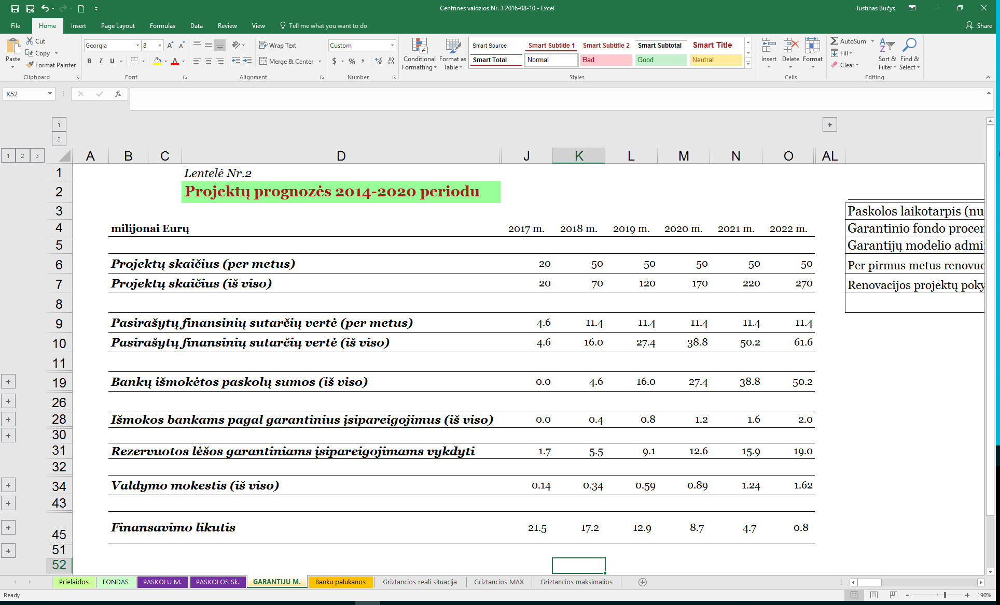 Centrines valdzios Nr. 3 2016-08-10 - Excel
Justinas Bučys
File Home Insert Page Layout Formulas Data Review View Tell me what you want to do Share
Paste
Cut
Copy
Format Painter
Clipboard
Georgia 8
B I U
Font
Wrap Text
Merge & Center
Alignment
Custom
$ % ,
Number
Conditional Formatting
Format as Table
Smart Source Smart Subtitle 1 Smart Subtitle 2 Smart Subtotal Smart Title
Smart Total Normal Bad Good Neutral
Styles
Insert Delete Format
Cells
AutoSum
Fill
Clear
Sort & Filter
Find & Select
Editing
K52
fx
1
2
1 2 3
A B C D J K L M N O AL
1 Lentelė Nr.2
2 Projektų prognozės 2014-2020 periodu
3 Paskolos laikotarpis (nu
4 milijonai Eurų 2017 m. 2018 m. 2019 m. 2020 m. 2021 m. 2022 m. Garantinio fondo procen
5 Garantijų modelio admi
6 Projektų skaičius (per metus) 20 50 50 50 50 50 Per pirmus metus renovuo
7 Projektų skaičius (iš viso) 20 70 120 170 220 270 Renovacijos projektų poky
8
9 Pasirašytų finansinių sutarčių vertė (per metus) 4.6 11.4 11.4 11.4 11.4 11.4
10 Pasirašytų finansinių sutarčių vertė (iš viso) 4.6 16.0 27.4 38.8 50.2 61.6
11
19 Bankų išmokėtos paskolų sumos (iš viso) 0.0 4.6 16.0 27.4 38.8 50.2
26
28 Išmokos bankams pagal garantinius įsipareigojimus (iš viso) 0.0 0.4 0.8 1.2 1.6 2.0
30
31 Rezervuotos lėšos garantiniams įsipareigojimams vykdyti 1.7 5.5 9.1 12.6 15.9 19.0
32
34 Valdymo mokestis (iš viso) 0.14 0.34 0.59 0.89 1.24 1.62
43
45 Finansavimo likutis 21.5 17.2 12.9 8.7 4.7 0.8
51
52
Prielaidos FONDAS PASKOLU M. PASKOLOS Sk. GARANTIJU M. Banku palukanos Griztancios reali situacija Griztancios MAX Griztancios maksimalios
Ready
190%